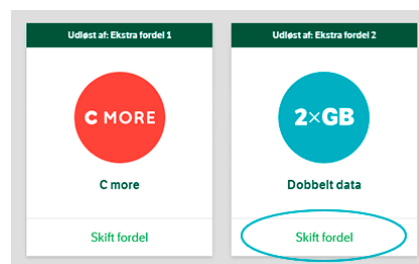 Udløst af: Ekstra fordel 1
C MORE
C more
Skift fordel
Udløst af: Ekstra fordel 2
2×GB
Dobbelt data
Skift fordel